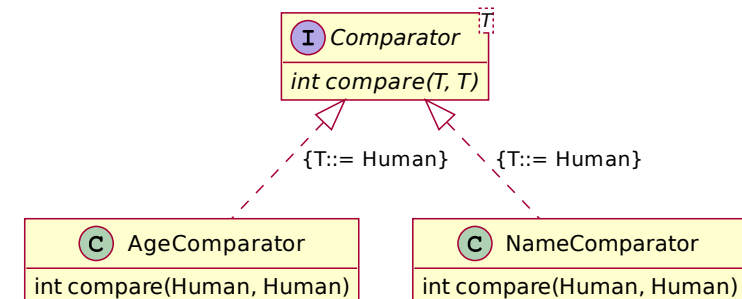 I Comparator T
int compare(T, T)
{T::= Human} {T::= Human}
C AgeComparator C NameComparator
int compare(Human, Human) int compare(Human, Human)